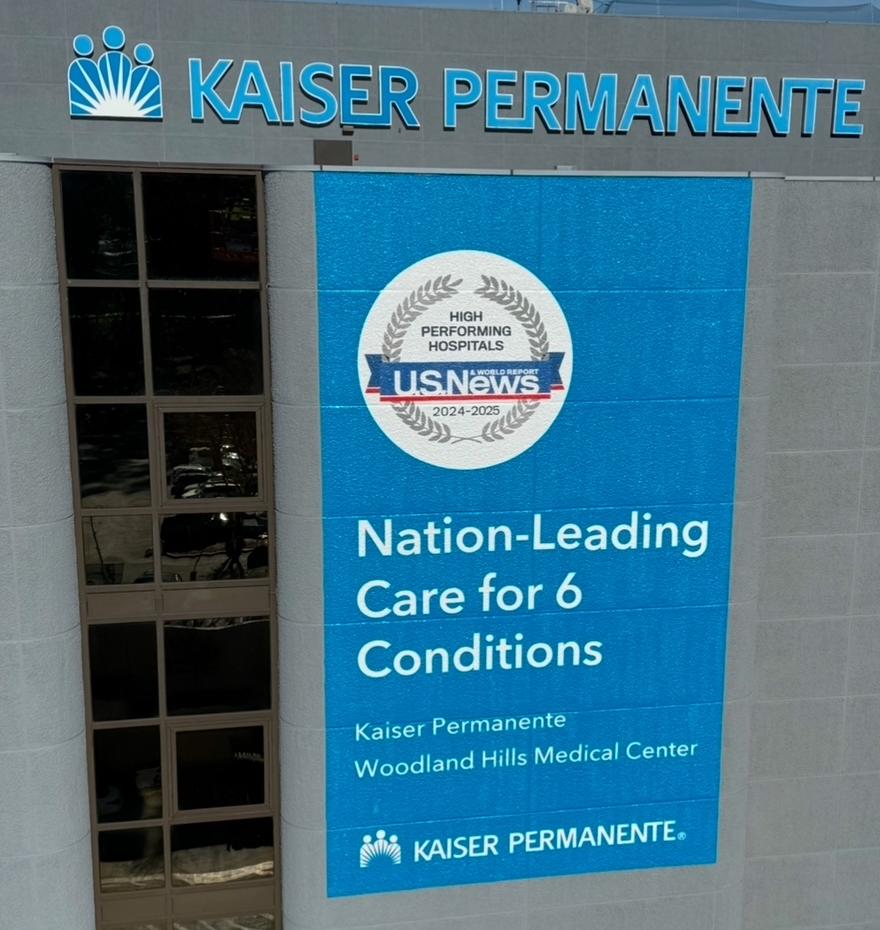 KAISER PERMANENTE
HIGH
PERFORMING
HOSPITALS
& WORLD REPORT
U.S.News
2024-2025
Nation-Leading
Care for 6
Conditions
Kaiser Permanente
Woodland Hills Medical Center
KAISER PERMANENTE®